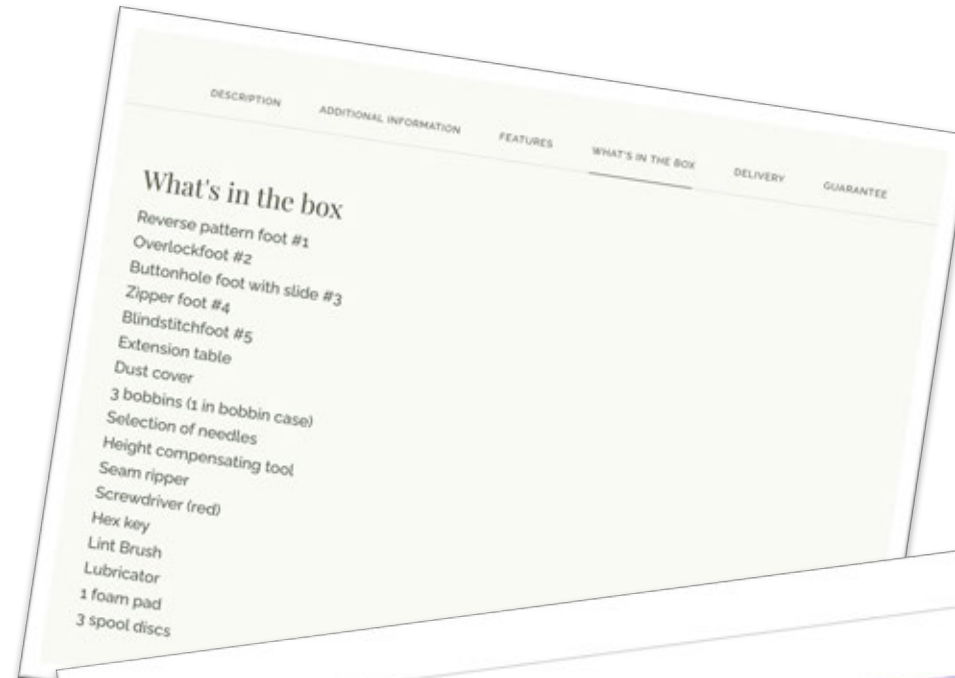 DESCRIPTION
ADDITIONAL INFORMATION
FEATURES
WHAT'S IN THE BOX
DELIVERY
GUARANTEE
What's in the box
Reverse pattern foot #1
Overlockfoot #2
Buttonhole foot with slide #3
Zipper foot #4
Blindstitchfoot #5
Extension table
Dust cover
3 bobbins (1 in bobbin case)
Selection of needles
Height compensating tool
Seam ripper
Screwdriver (red)
Hex key
Lint Brush
Lubricator
1 foam pad
3 spool discs